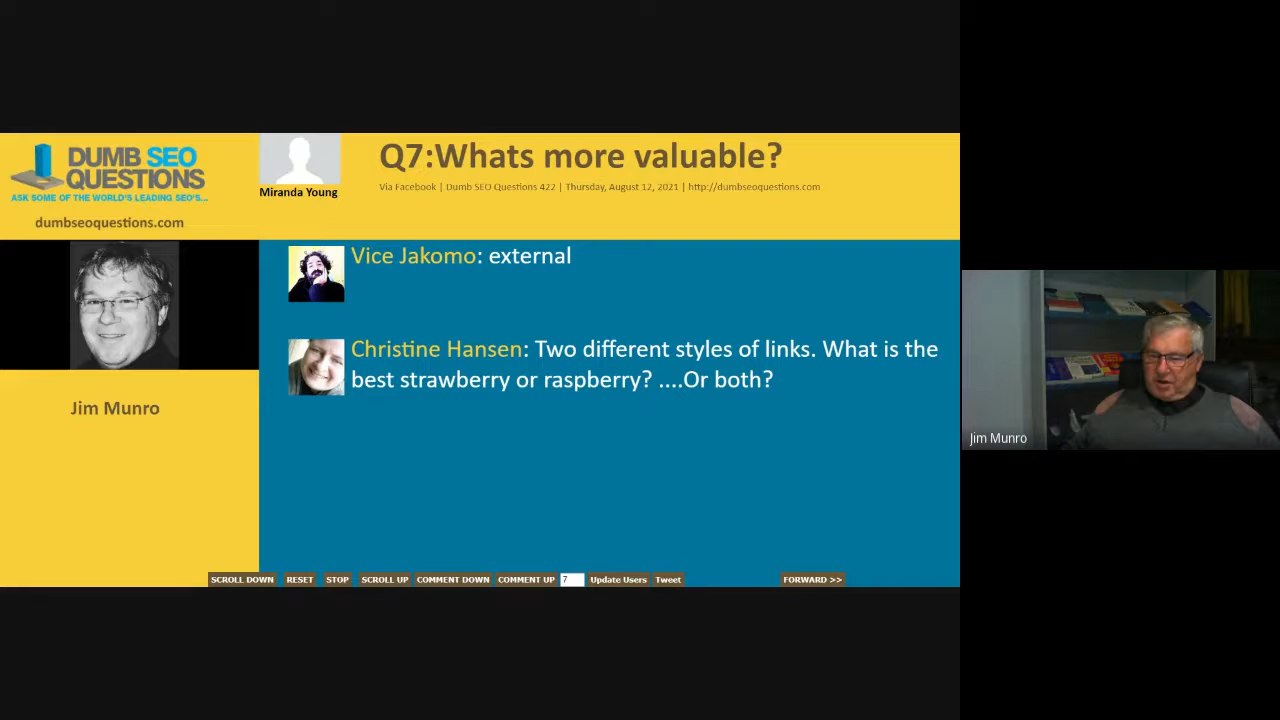 DUMB SEO
QUESTIONS
ASK SOME OF THE WORLD'S LEADING SEO'S...
dumbseoquestions.com
Miranda Young
Q7:Whats more valuable?
Via Facebook | Dumb SEO Questions 422 | Thursday, August 12, 2021 | http://dumbseoquestions.com
Jim Munro
Vice Jakomo: external
Christine Hansen: Two different styles of links. What is the
best strawberry or raspberry? ....Or both?
SCROLL DOWN RESET STOP SCROLL UP COMMENT DOWN COMMENT UP 7 Update Users Tweet FORWARD >>
Jim Munro